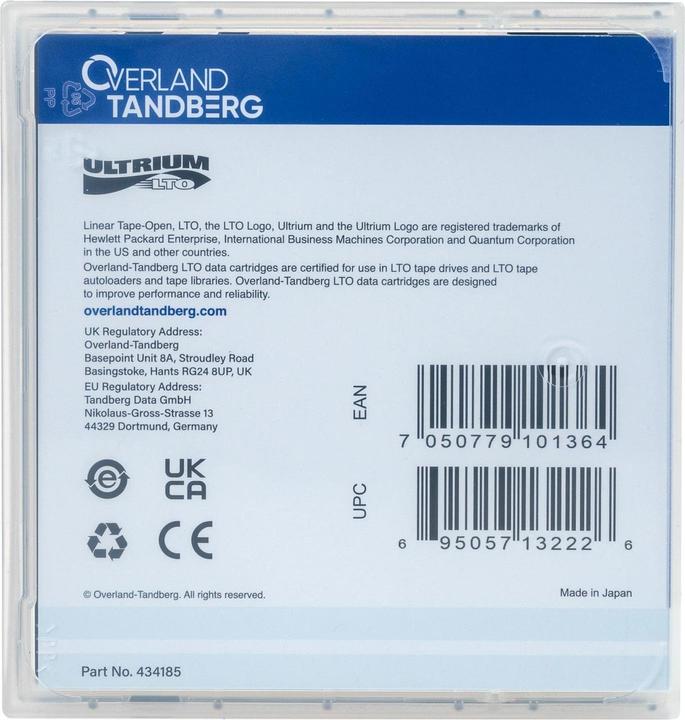 OVERLAND
TANDBERG
PP
ULTRIUM
LTO
Linear Tape-Open, LTO, the LTO Logo, Ultrium and the Ultrium Logo are registered trademarks of
Hewlett Packard Enterprise, International Business Machines Corporation and Quantum Corporation
in the US and other countries.
Overland-Tandberg LTO data cartridges are certified for use in LTO tape drives and LTO tape
autoloaders and tape libraries. Overland-Tandberg LTO data cartridges are designed
to improve performance and reliability.
overlandtandberg.com
UK Regulatory Address:
Overland-Tandberg
Basepoint Unit 8A, Stroudley Road
Basingstoke, Hants RG24 8UP, UK
EU Regulatory Address:
Tandberg Data GmbH
Nikolaus-Gross-Strasse 13
44329 Dortmund, Germany
EAN
7 050779 101364
UPC
6 95057 13222 6
e
UK
CA
CE
© Overland-Tandberg. All rights reserved.
Made in Japan
Part No. 434185